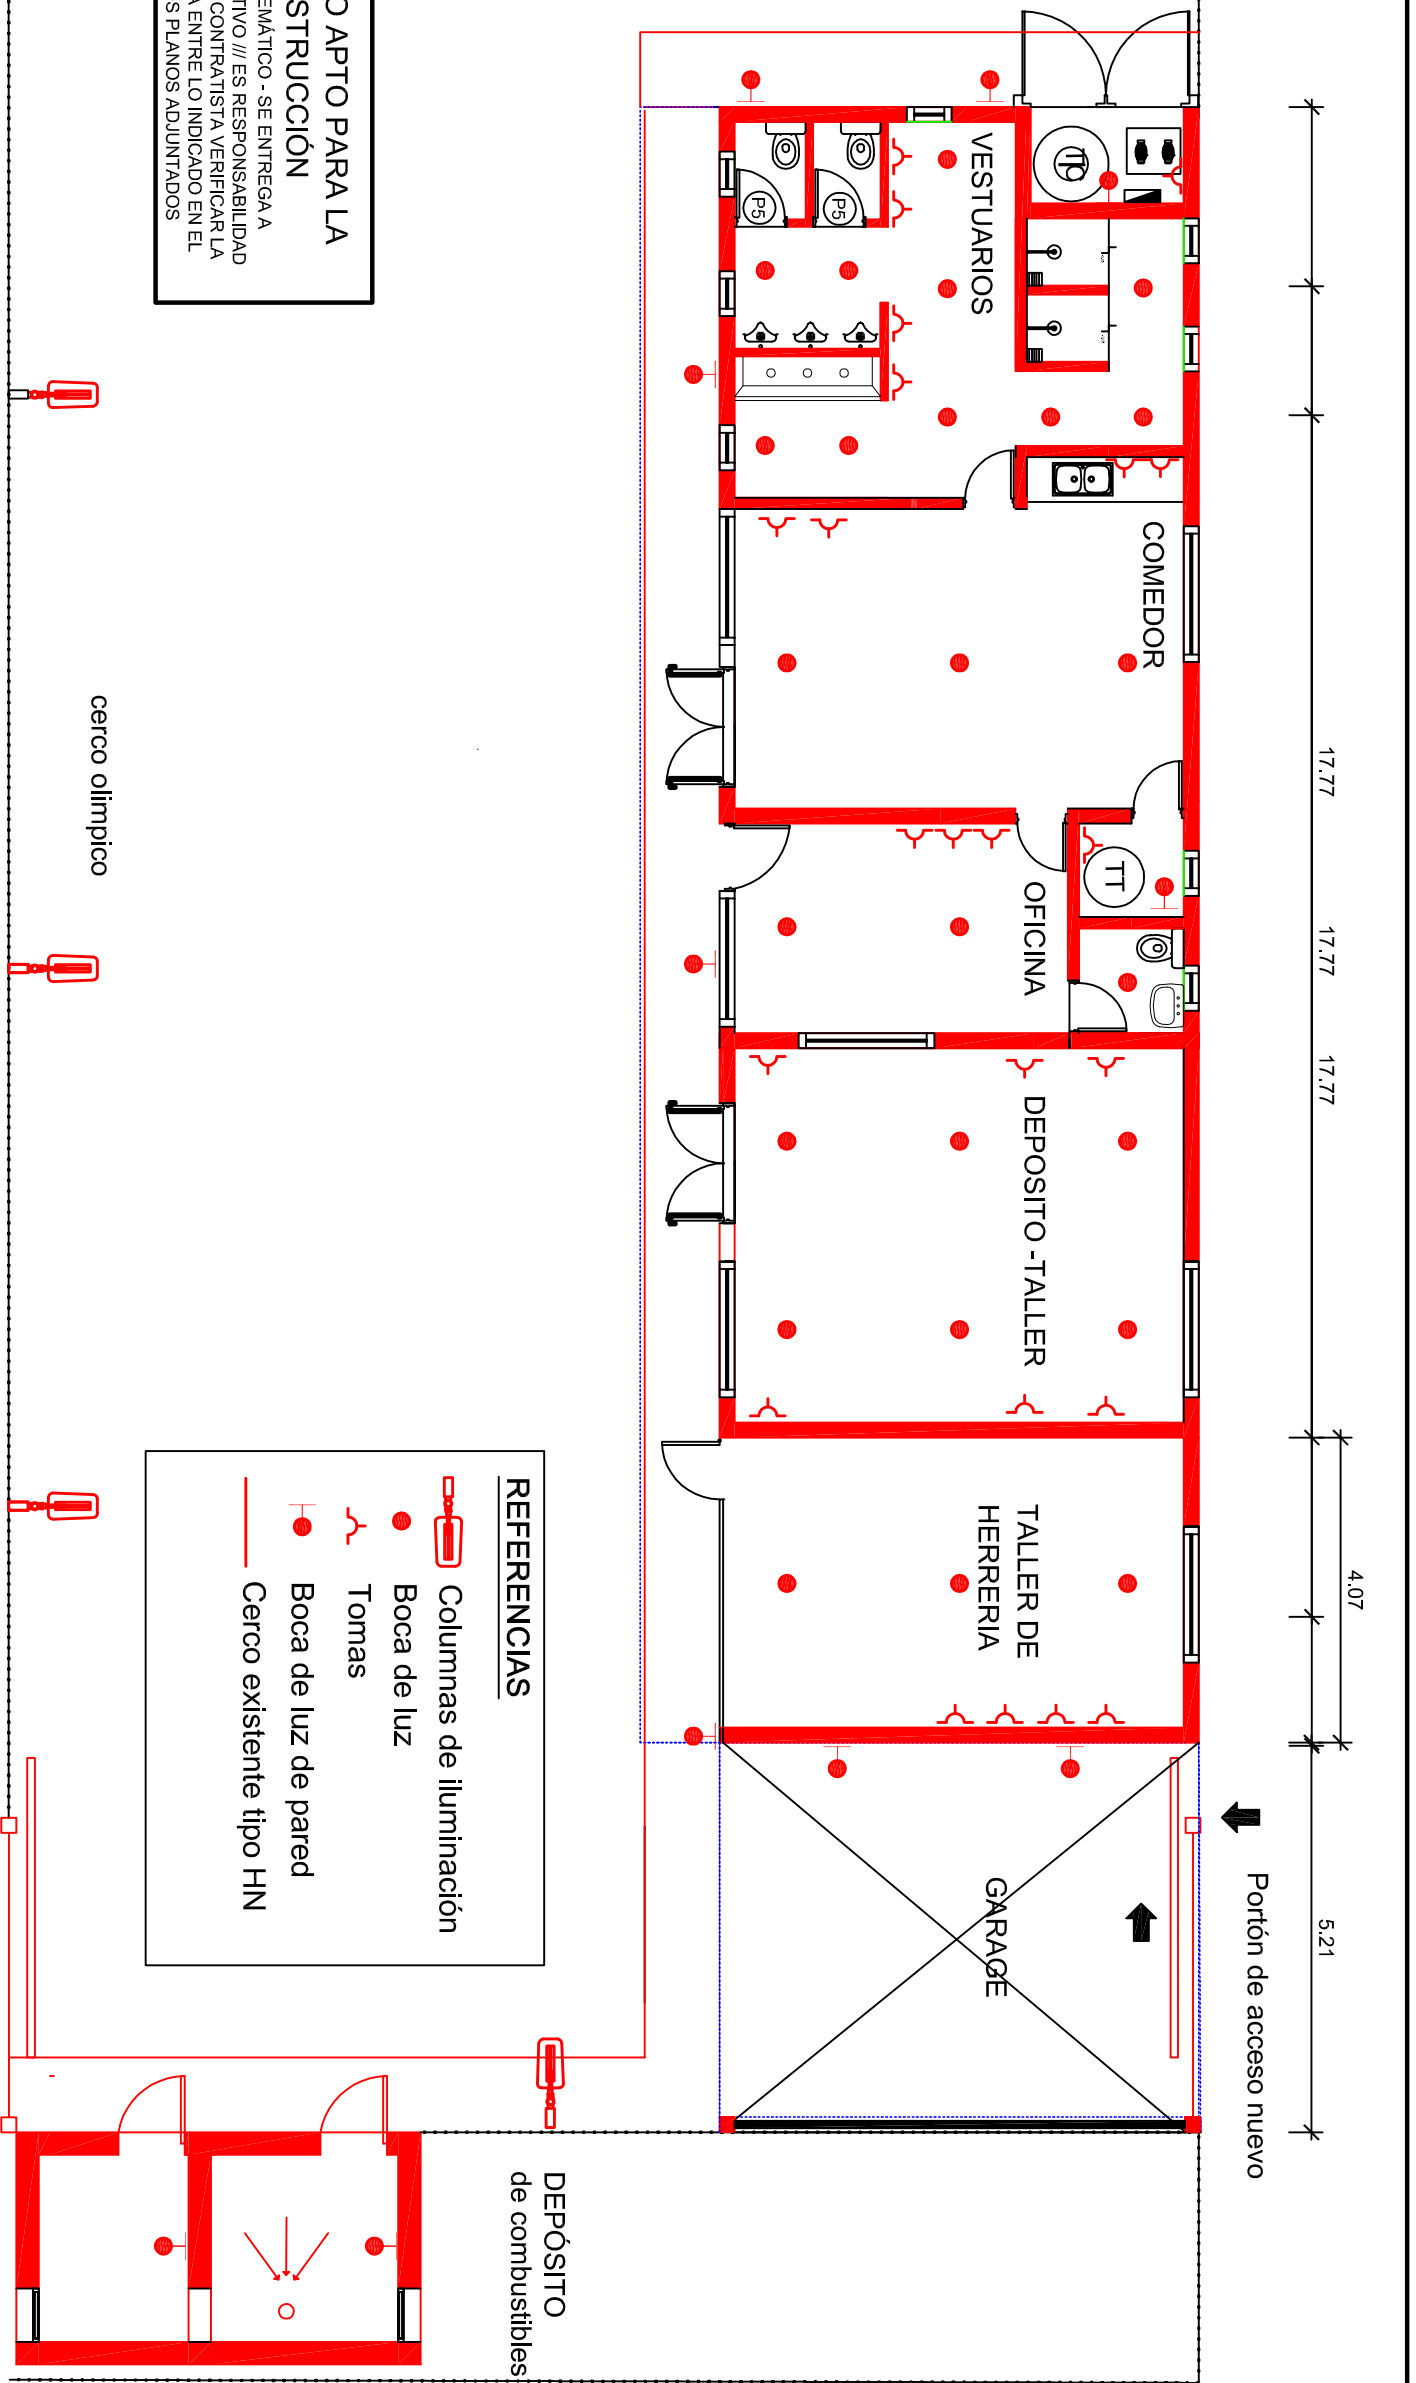 O APTO PARA LA
STRUCCIÓN
EMÁTICO - SE ENTREGA A
TIVO /// ES RESPONSABILIDAD
CONTRATISTA VERIFICAR LA
A ENTRE LO INDICADO EN EL
S PLANOS ADJUNTADOS
17.77
17.77
17.77
4.07
5.21
Portón de acceso nuevo
VESTUARIOS
P5
P5
COMEDOR
TT
OFICINA
DEPOSITO -TALLER
TALLER DE
HERRERIA
GARAGE
cerco olimpico
REFERENCIAS
Columnas de iluminación
Boca de luz
Tomas
Boca de luz de pared
Cerco existente tipo HN
DEPÓSITO
de combustibles